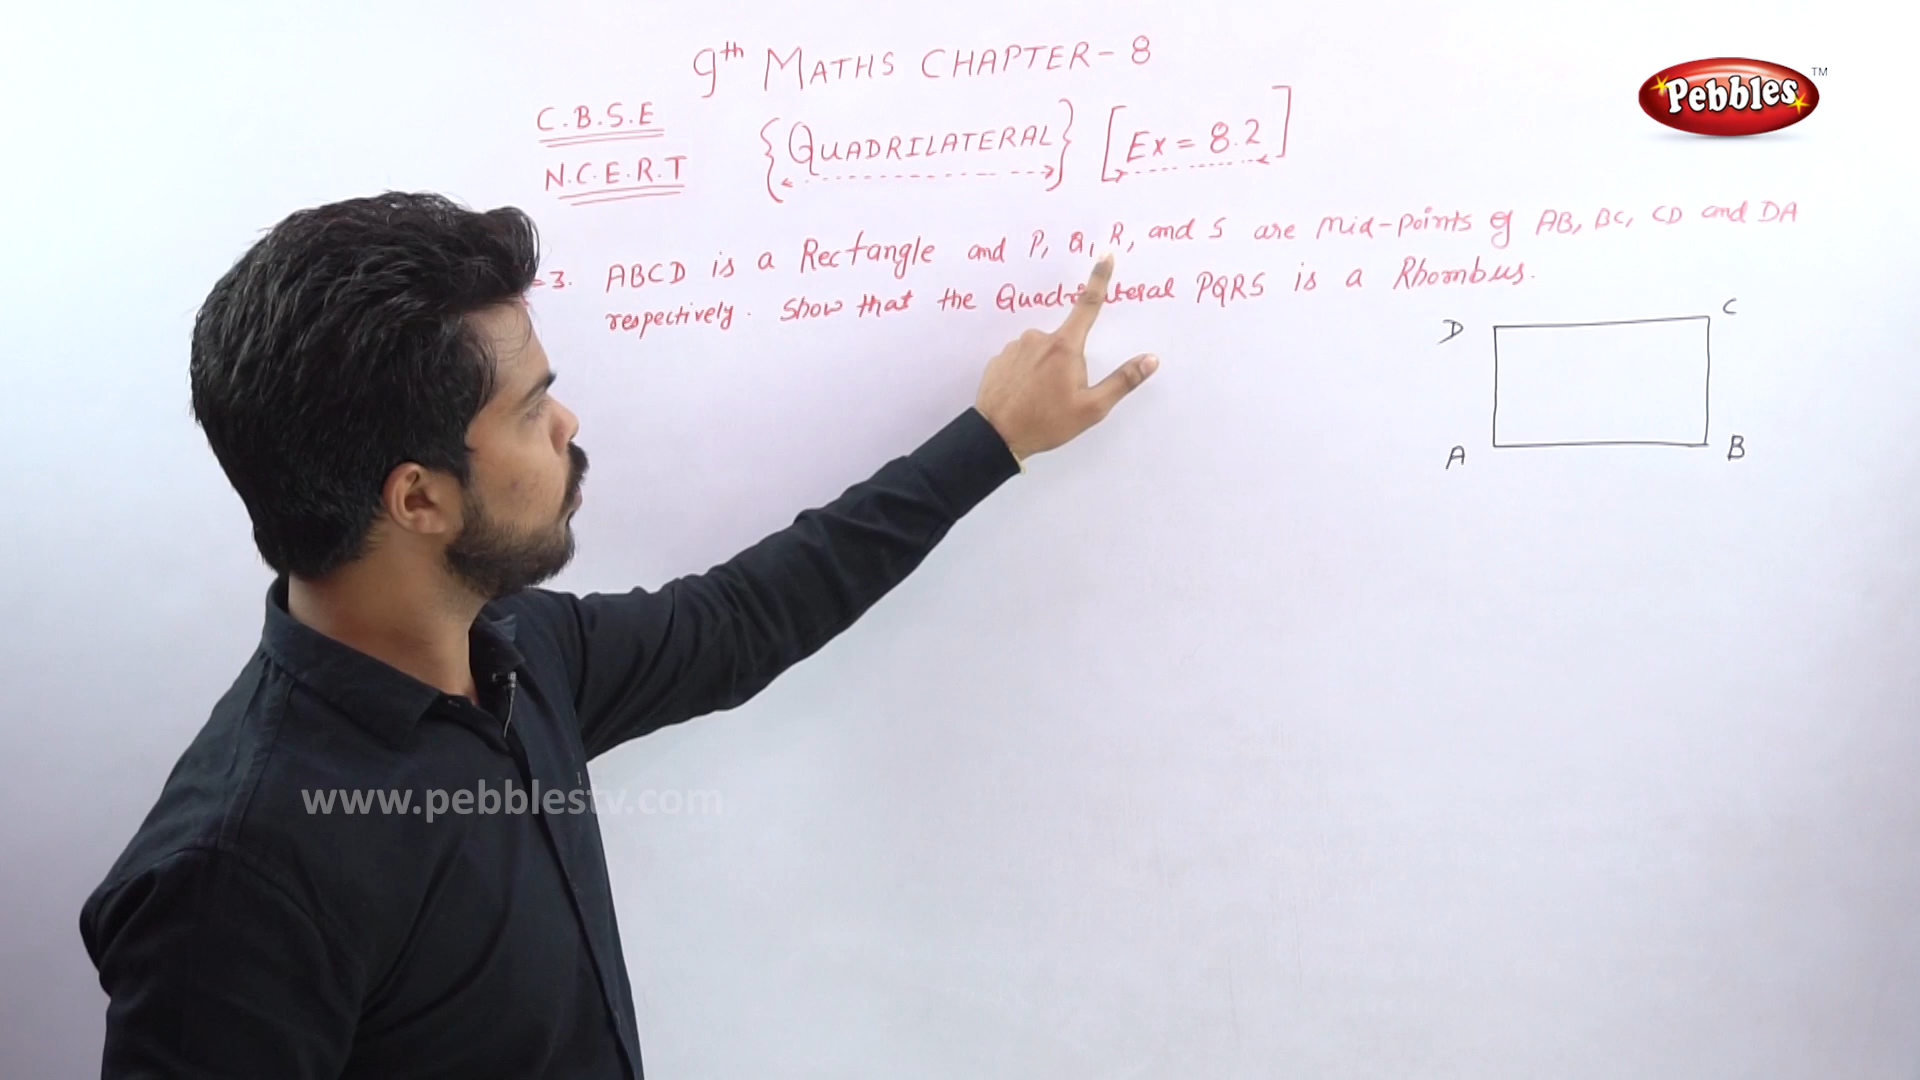 9th MATHS CHAPTER-8
C.B.S.E
N.C.E.R.T
{QUADRILATERAL} [Ex = 8.2]
Pebbles TM
=3. ABCD is a Rectangle and P, Q, R, and S are Mid-points of AB, BC, CD and DA
respectively. Show that the Quadrilateral PQRS is a Rhombus.
D
C
A
B
www.pebblestv.com